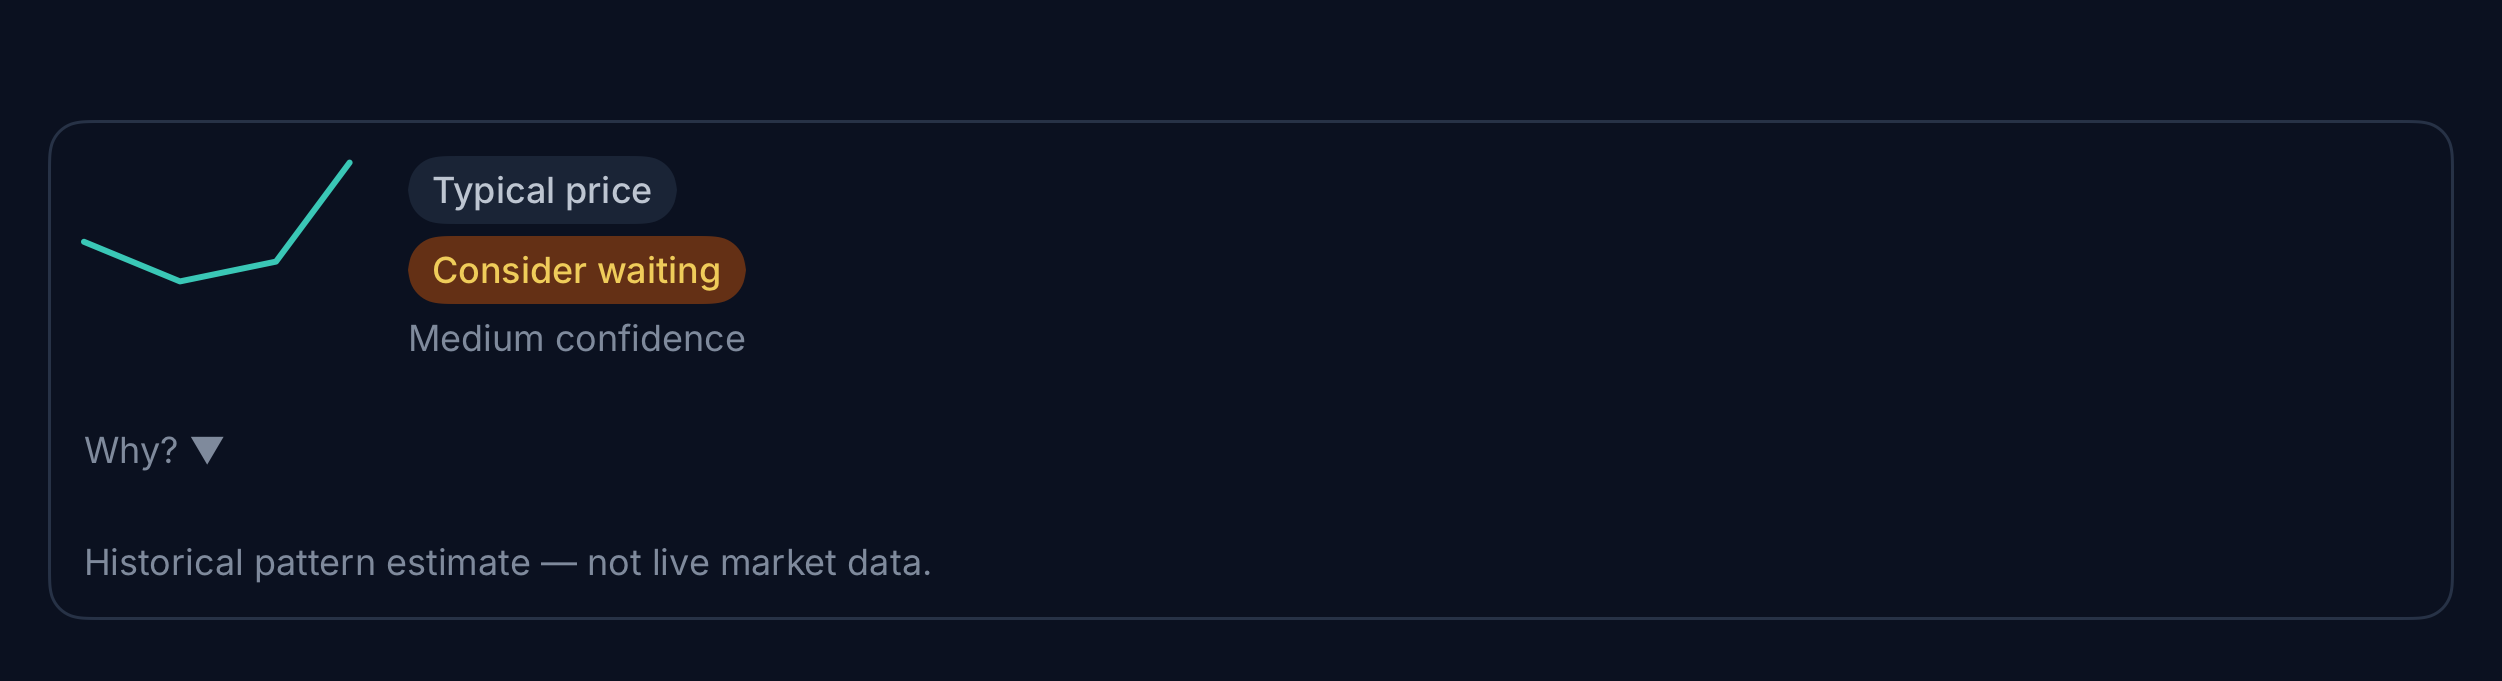 Typical price
Consider waiting
Medium confidence
Why? ▼
Historical pattern estimate — not live market data.